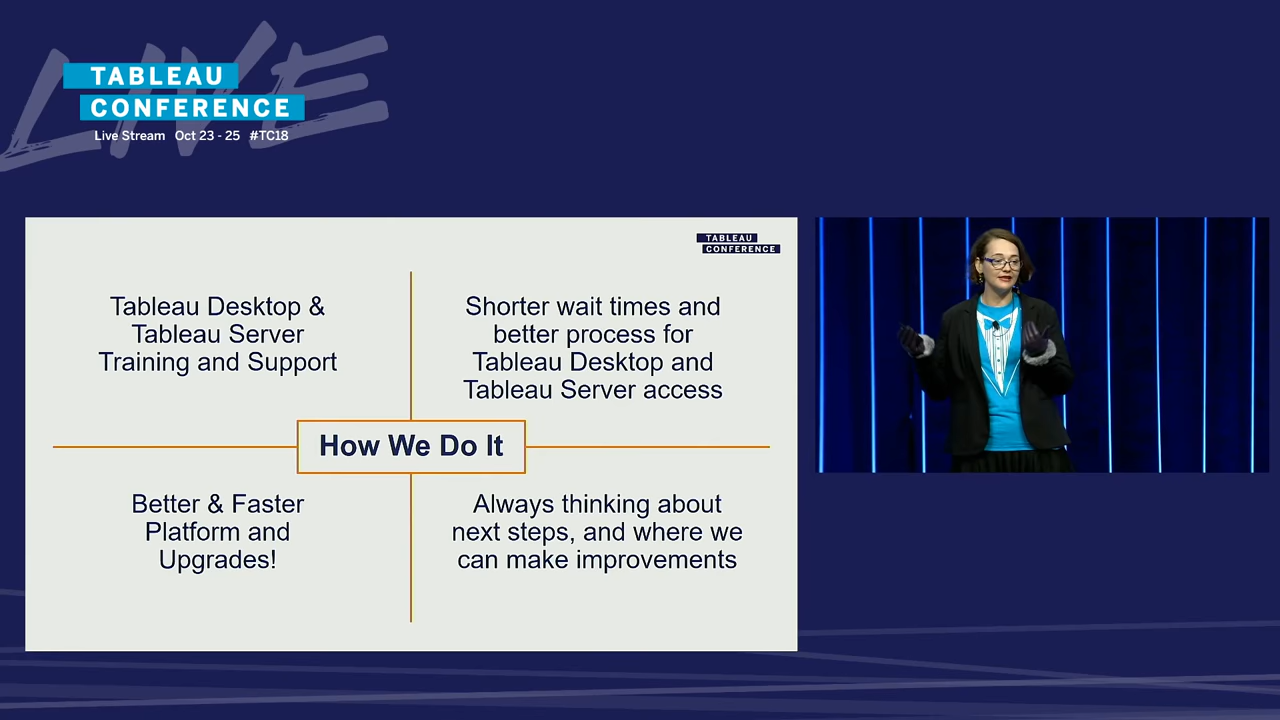 LIVE
TABLEAU
CONFERENCE
Live Stream Oct 23 - 25 #TC18
TABLEAU
CONFERENCE
Tableau Desktop &
Tableau Server
Training and Support
Shorter wait times and
better process for
Tableau Desktop and
Tableau Server access
How We Do It
Better & Faster
Platform and
Upgrades!
Always thinking about
next steps, and where we
can make improvements